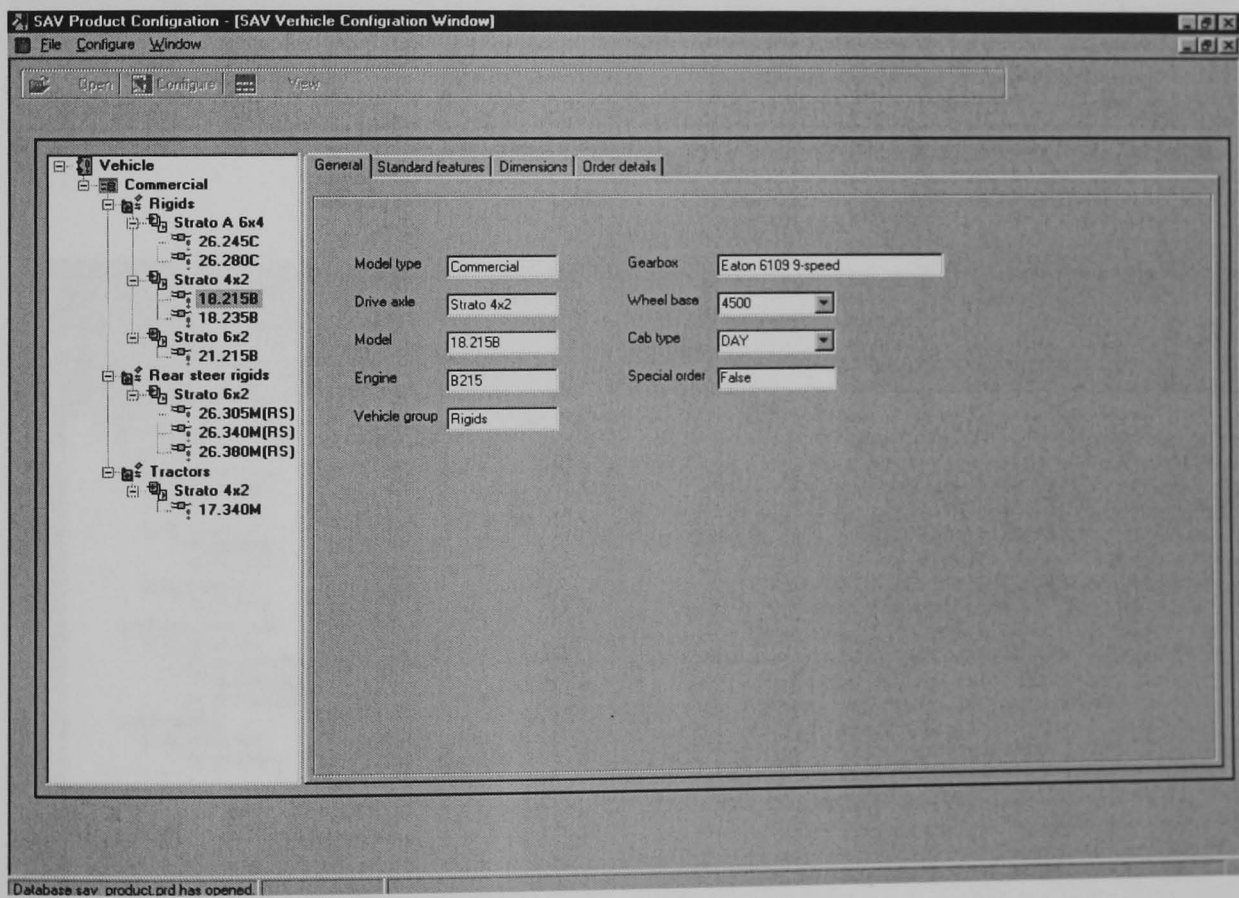 SAV Product Configration - [SAV Verhicle Configration Window]
File Configure Window
Open Configure View
Vehicle
Commercial
Rigids
Strato A 6x4
26.245C
26.280C
Strato 4x2
18.215B
18.235B
Strato 6x2
21.215B
Rear steer rigids
Strato 6x2
26.305M(RS)
26.340M(RS)
26.380M(RS)
Tractors
Strato 4x2
17.340M
General Standard features Dimensions Order details
Model type Commercial Gearbox Eaton 6109 9-speed
Drive axle Strato 4x2 Wheel base 4500
Model 18.215B Cab type DAY
Engine B215 Special order False
Vehicle group Rigids
Database sav_product.prd has opened.